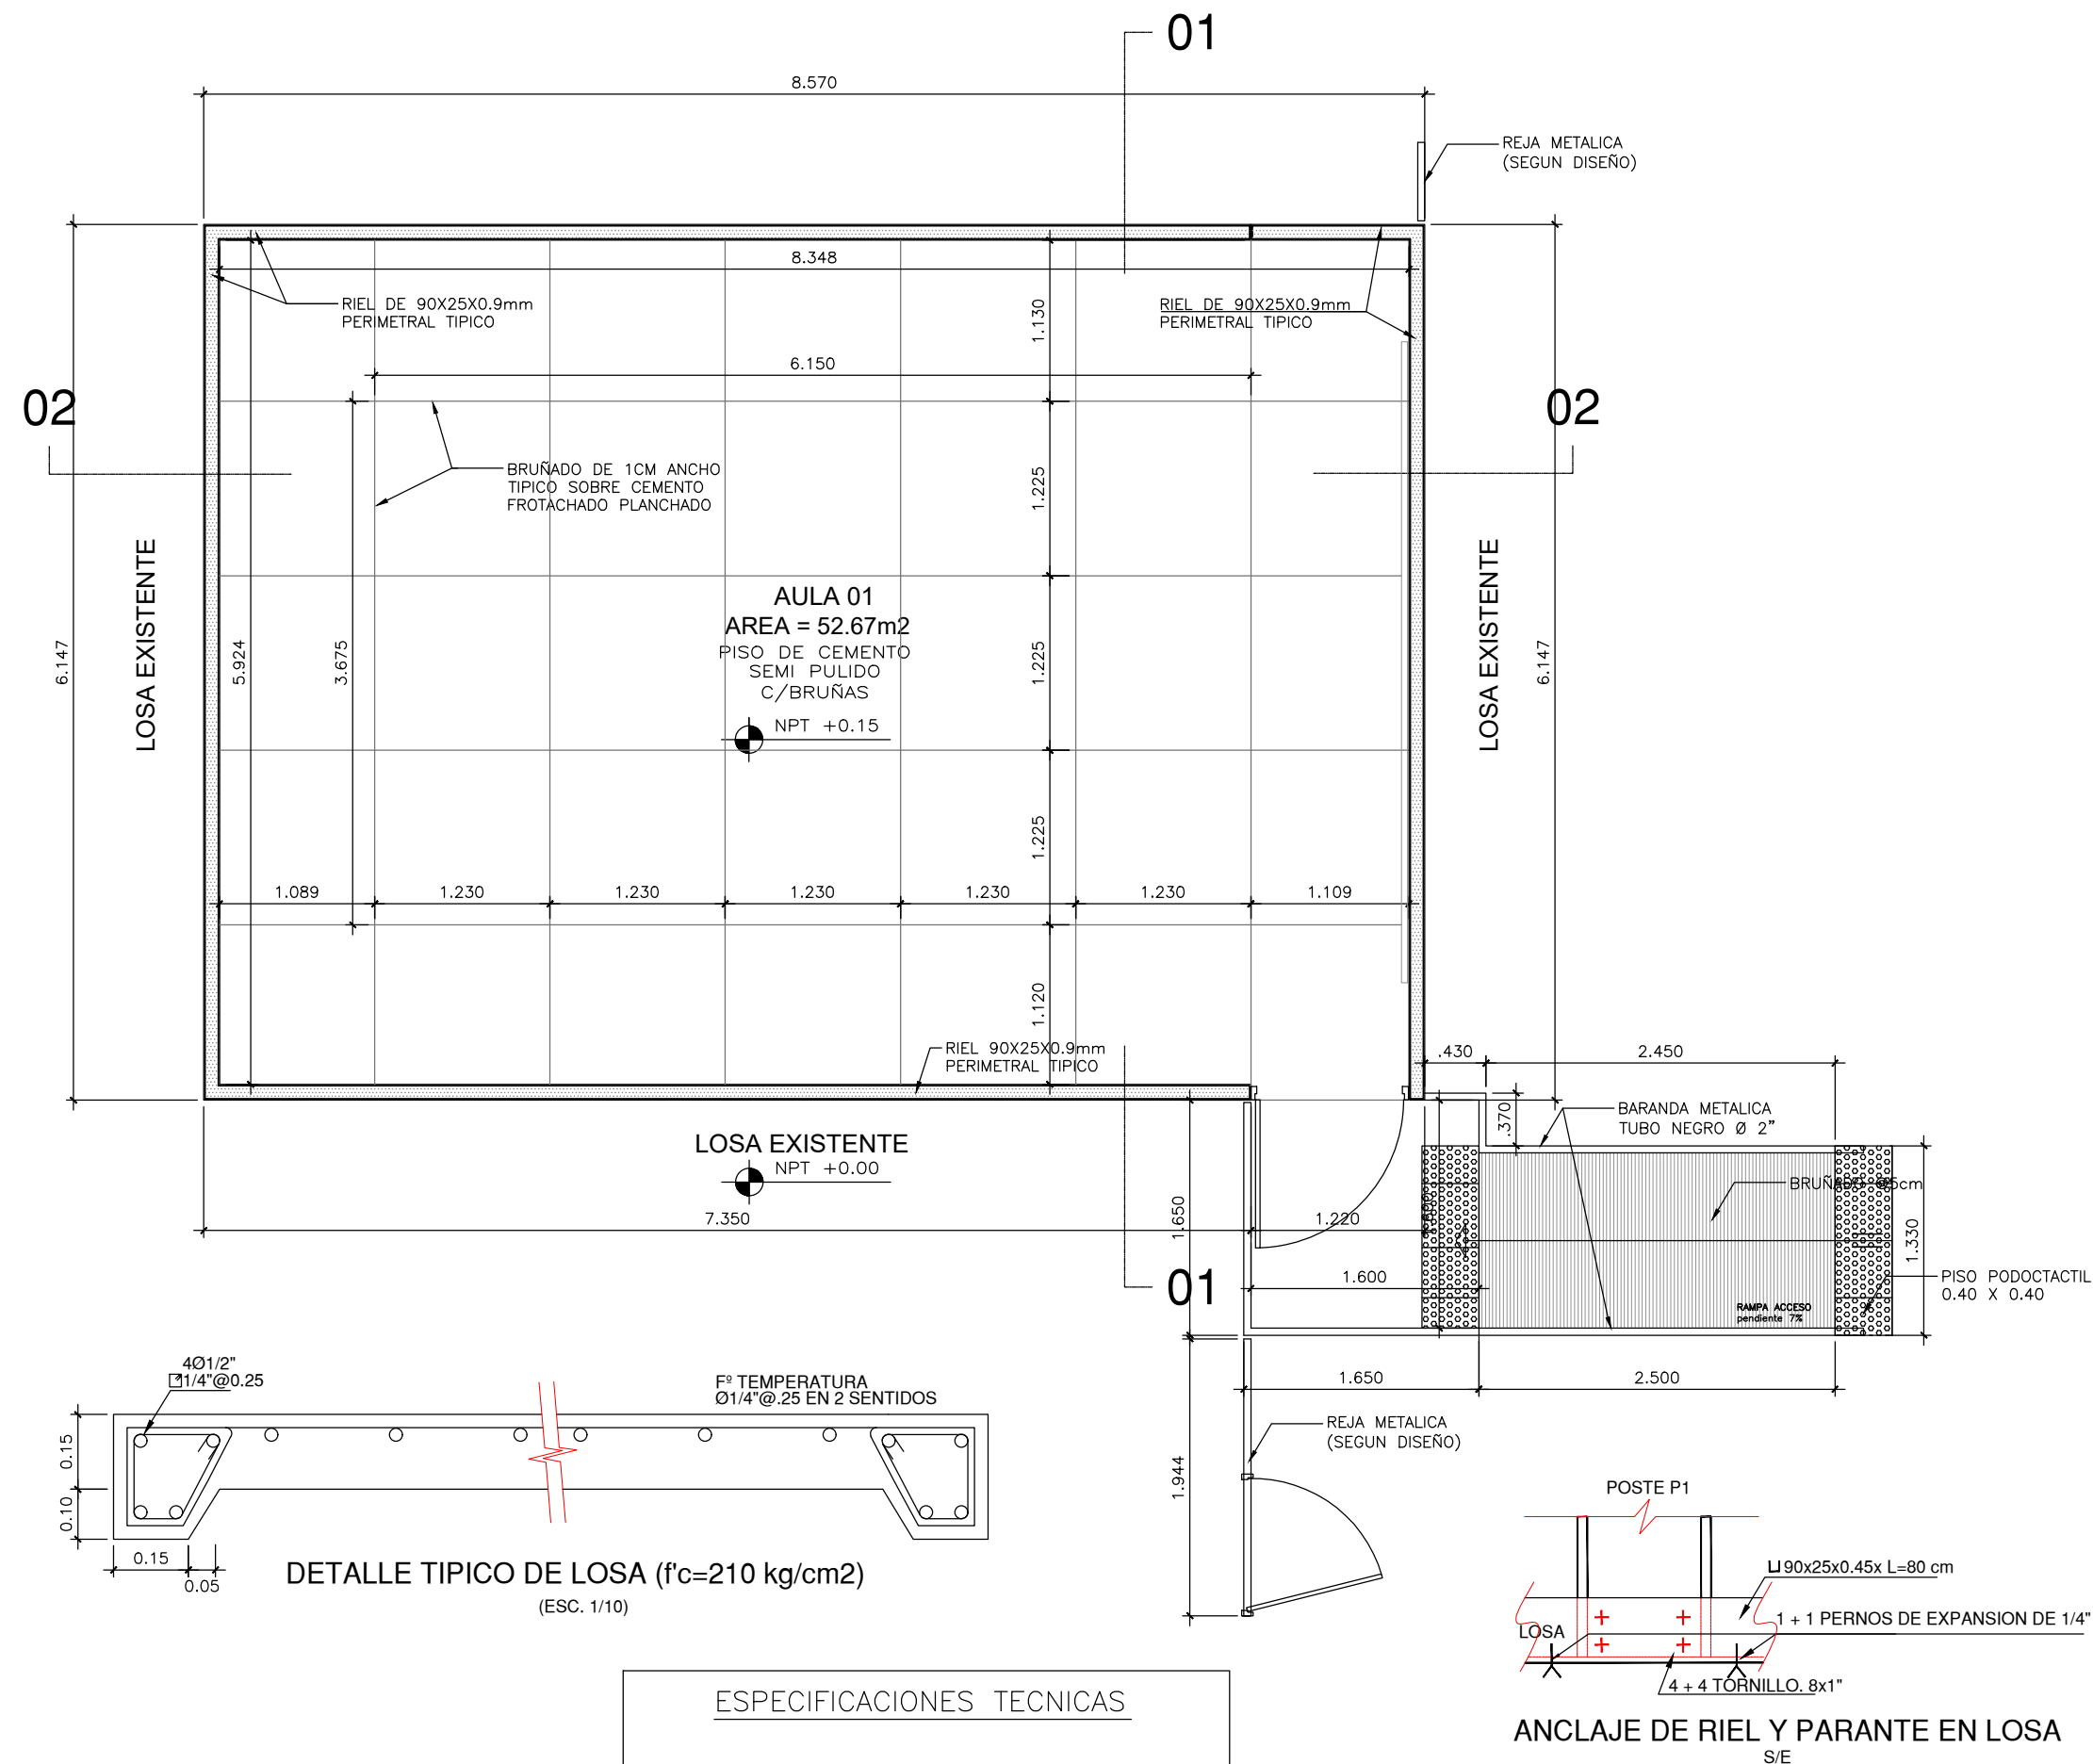 01
8.570
REJA METALICA
(SEGUN DISEÑO)
8.348
RIEL DE 90X25X0.9mm
PERIMETRAL TIPICO
RIEL DE 90X25X0.9mm
PERIMETRAL TIPICO
1.130
6.150
02
02
BRUÑADO DE 1CM ANCHO
TIPICO SOBRE CEMENTO
FROTACHADO PLANCHADO
1.225
LOSA EXISTENTE
LOSA EXISTENTE
AULA 01
AREA = 52.67m2
PISO DE CEMENTO
SEMI PULIDO
C/BRUÑAS
NPT +0.15
6.147
5.924
3.675
1.225
6.147
1.225
1.089
1.230
1.230
1.230
1.230
1.230
1.109
1.120
RIEL 90X25X0.9mm
PERIMETRAL TIPICO
.430
2.450
.370
BARANDA METALICA
TUBO NEGRO Ø 2"
LOSA EXISTENTE
NPT +0.00
BRUÑADO @5cm
7.350
1.650
1.220
1.330
1.600
01
PISO PODOCTACTIL
0.40 X 0.40
RAMPA ACCESO
pendiente 7%
4Ø1/2"
1/4"@0.25
Fº TEMPERATURA
Ø1/4"@.25 EN 2 SENTIDOS
1.650
2.500
REJA METALICA
(SEGUN DISEÑO)
0.15
0.10
1.944
0.15
0.05
DETALLE TIPICO DE LOSA (f'c=210 kg/cm2)
(ESC. 1/10)
POSTE P1
90x25x0.45x L=80 cm
LOSA
1 + 1 PERNOS DE EXPANSION DE 1/4"
4 + 4 TORNILLO. 8x1"
ESPECIFICACIONES TECNICAS
ANCLAJE DE RIEL Y PARANTE EN LOSA
S/E